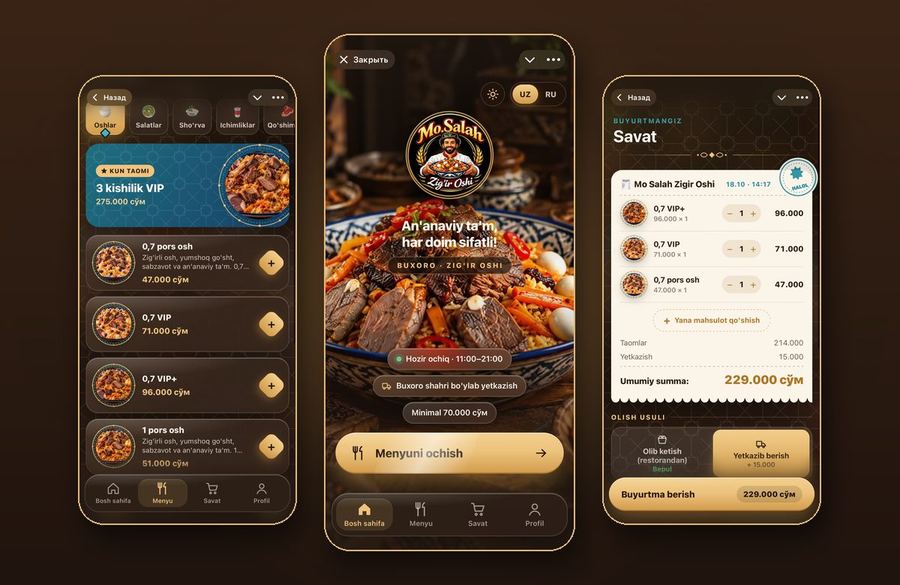 Назад
Oshlar
Salatlar
Sho'rva
Ichimliklar
Qo'shim
★ KUN TAOMI
3 kishilik VIP
275.000 сўм
0,7 pors osh
Zig'irli osh, yumshoq go'sht,
sabzavot va an'anaviy ta'm. 0,7...
47.000 сўм
+
0,7 VIP
71.000 сўм
+
0,7 VIP+
96.000 сўм
+
1 pors osh
Zig'irli osh, yumshoq go'sht,
sabzavot va an'anaviy ta'm. 1...
51.000 сўм
+
Bosh sahifa
Menyu
Savat
Profil
Закрыть
UZ
RU
Mo.Salah
Zig'ir Oshi
An'anaviy ta'm,
har doim sifatli!
BUXORO · ZIG'IR OSHI
Hozir ochiq · 11:00–21:00
Buxoro shahri bo'ylab yetkazish
Minimal 70.000 сўм
Menyuni ochish
Bosh sahifa
Menyu
Savat
Profil
Назад
BUYURTMANGIZ
Savat
Mo Salah Zigir Oshi
18.10 · 14:17
HALOL
0,7 VIP+
96.000 × 1
− 1 +
96.000
0,7 VIP
71.000 × 1
− 1 +
71.000
0,7 pors osh
47.000 × 1
− 1 +
47.000
+ Yana mahsulot qo'shish
Taomlar
214.000
Yetkazish
15.000
Umumiy summa:
229.000 сўм
OLISH USULI
Olib ketish
(restorandan)
Bepul
Yetkazib berish
+ 15.000
Buyurtma berish
229.000 сўм